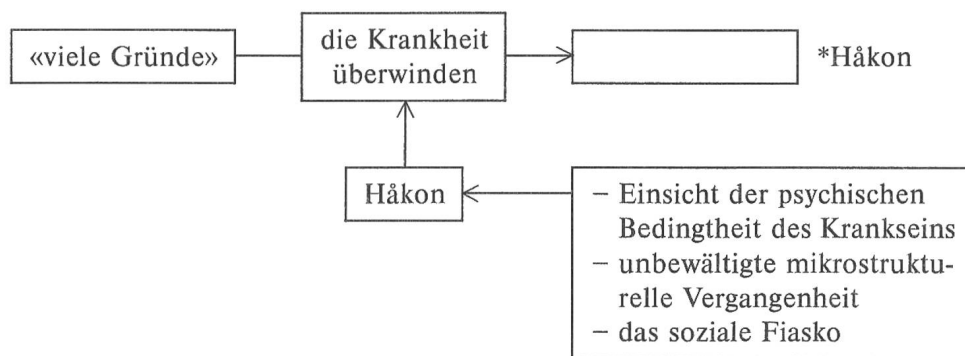 «viele Gründe»
die Krankheit
überwinden
*Håkon
Håkon
– Einsicht der psychischen
Bedingtheit des Krankseins
– unbewältigte mikrostruktu-
relle Vergangenheit
– das soziale Fiasko